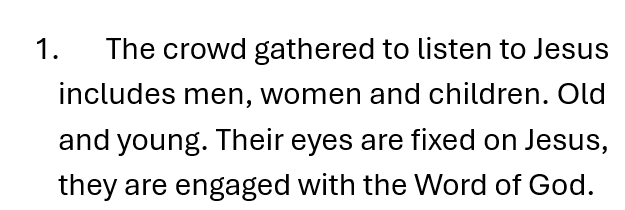 1. The crowd gathered to listen to Jesus
includes men, women and children. Old
and young. Their eyes are fixed on Jesus,
they are engaged with the Word of God.